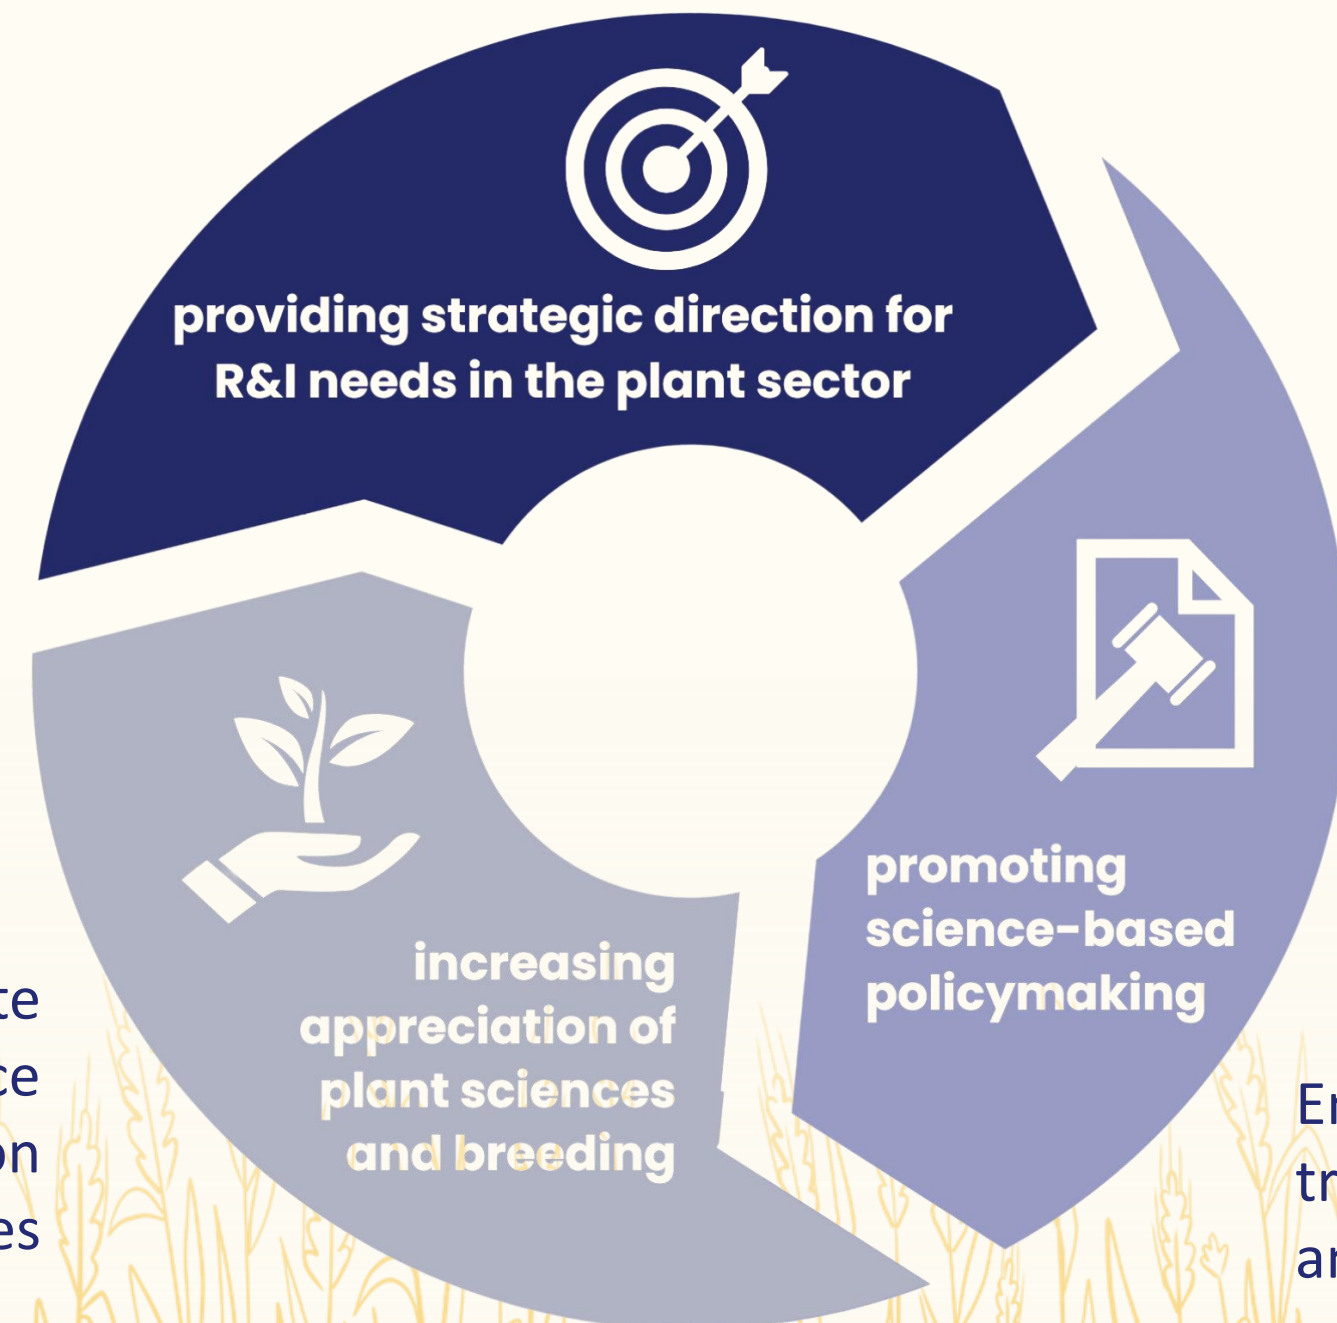 providing strategic direction for
R&I needs in the plant sector
promoting
science-based
policymaking
increasing
appreciation of
plant sciences
and breeding